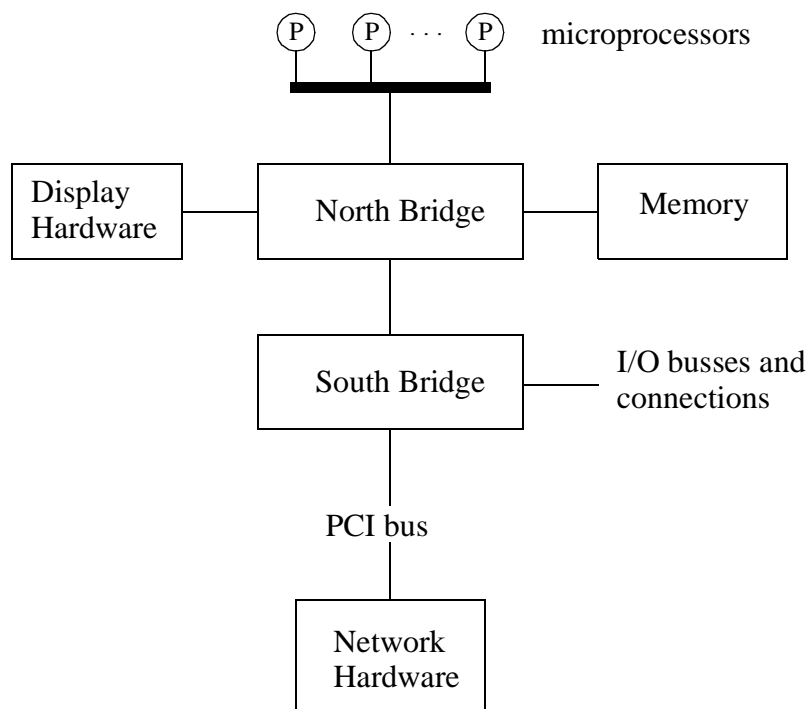 P P · · · P microprocessors
Display
Hardware
North Bridge
Memory
South Bridge
I/O busses and
connections
PCI bus
Network
Hardware